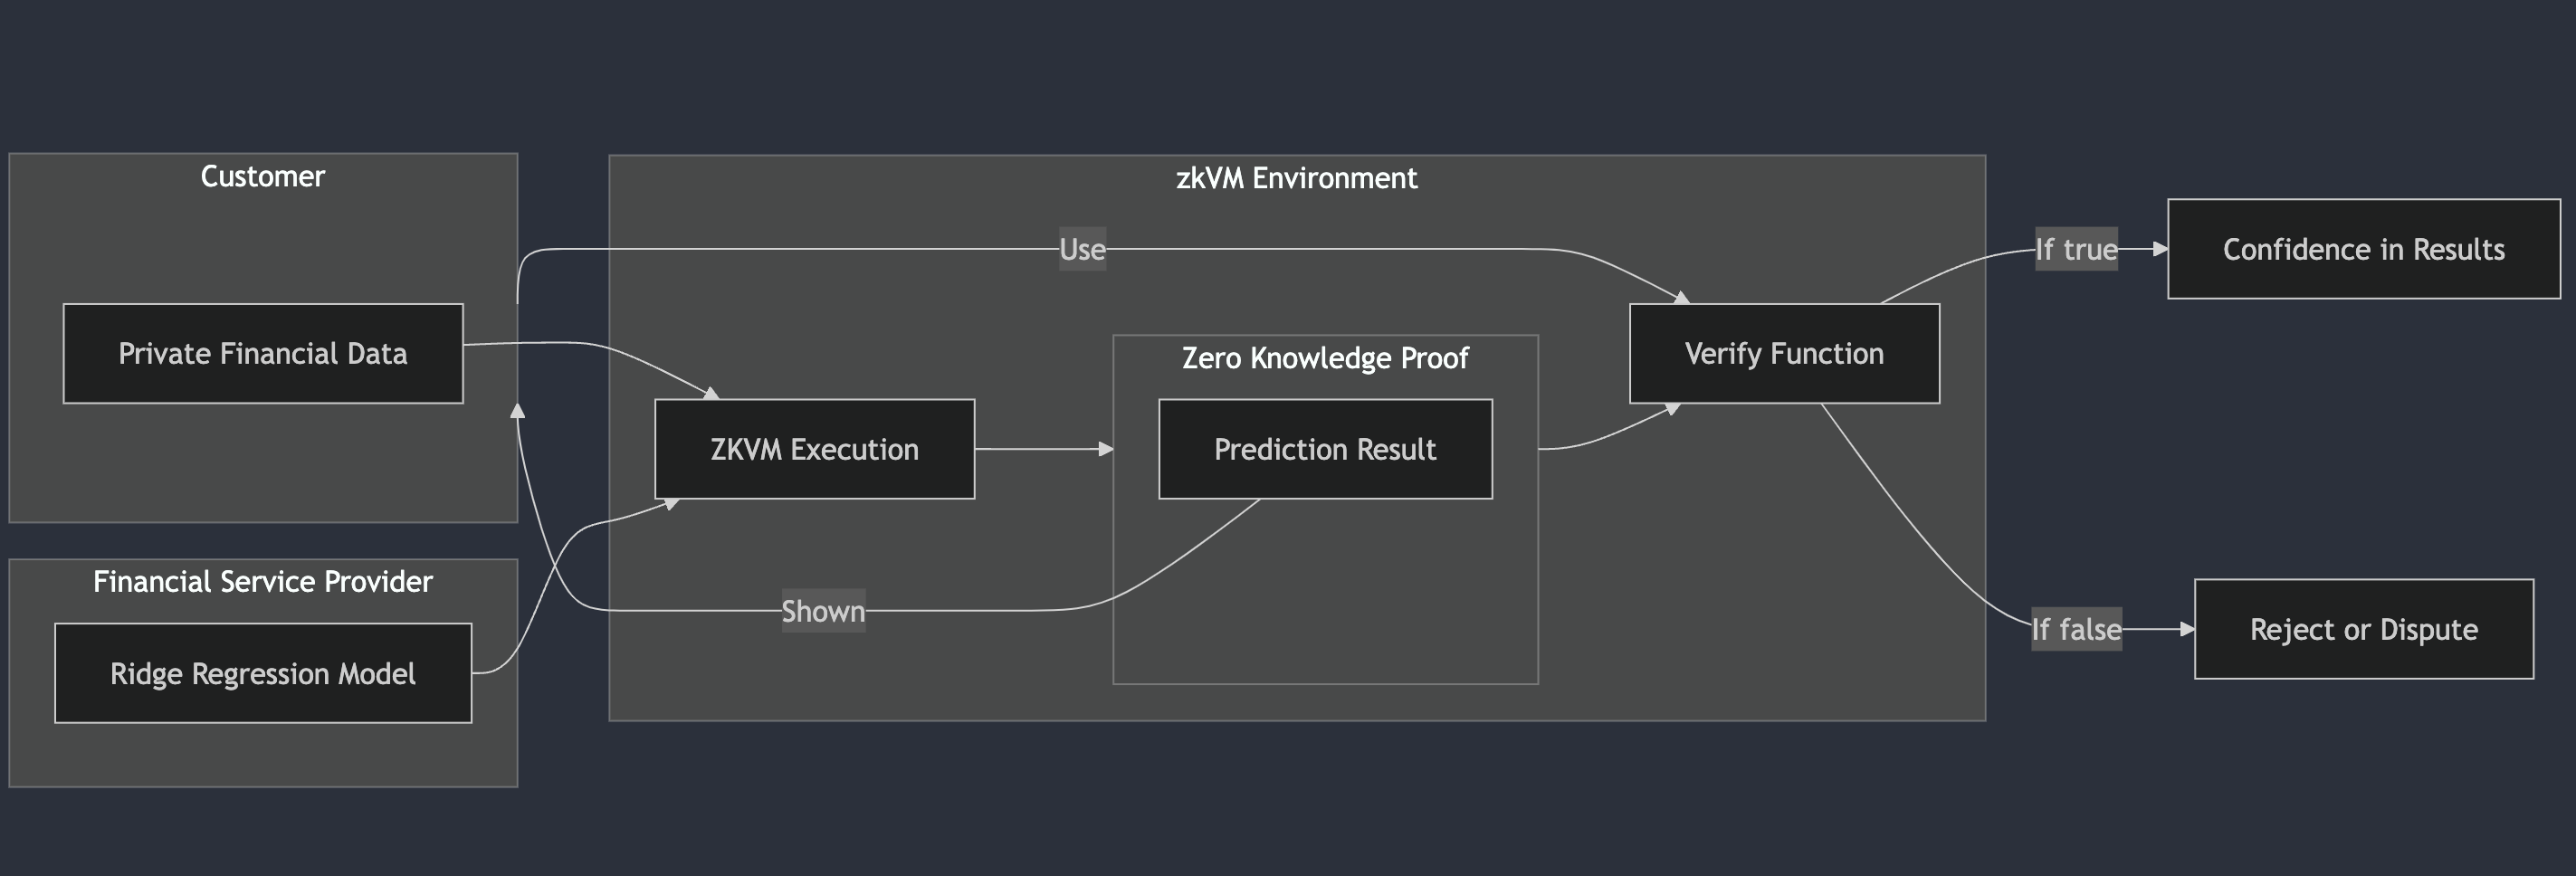 Customer
Private Financial Data
Financial Service Provider
Ridge Regression Model
zkVM Environment
Use
ZKVM Execution
Zero Knowledge Proof
Prediction Result
Shown
Verify Function
If true
Confidence in Results
If false
Reject or Dispute